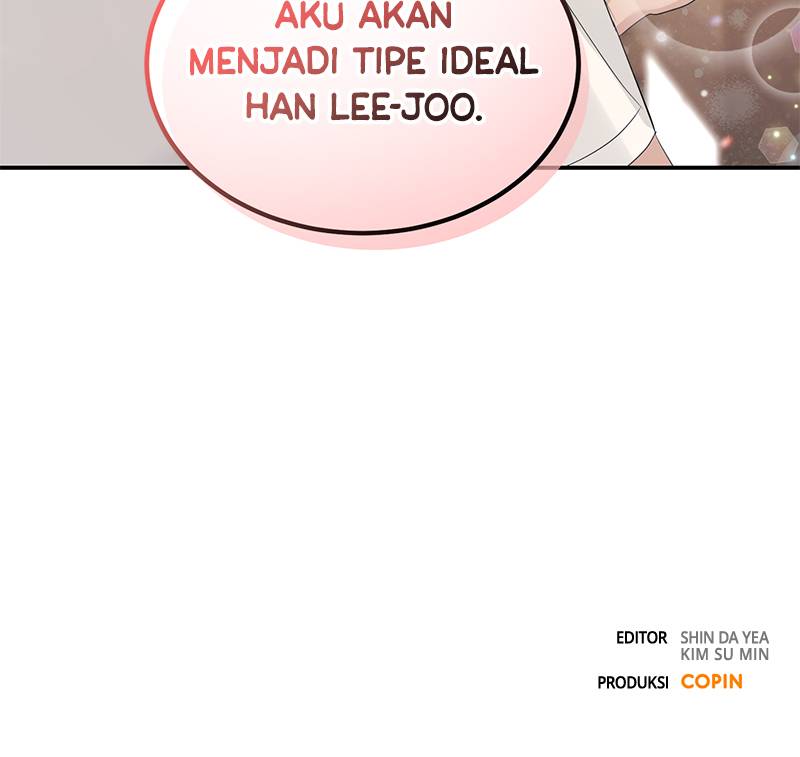 AKU AKAN
MENJADI TIPE IDEAL
HAN LEE-JOO.
EDITOR SHIN DA YEA
KIM SU MIN
PRODUKSI COPIN